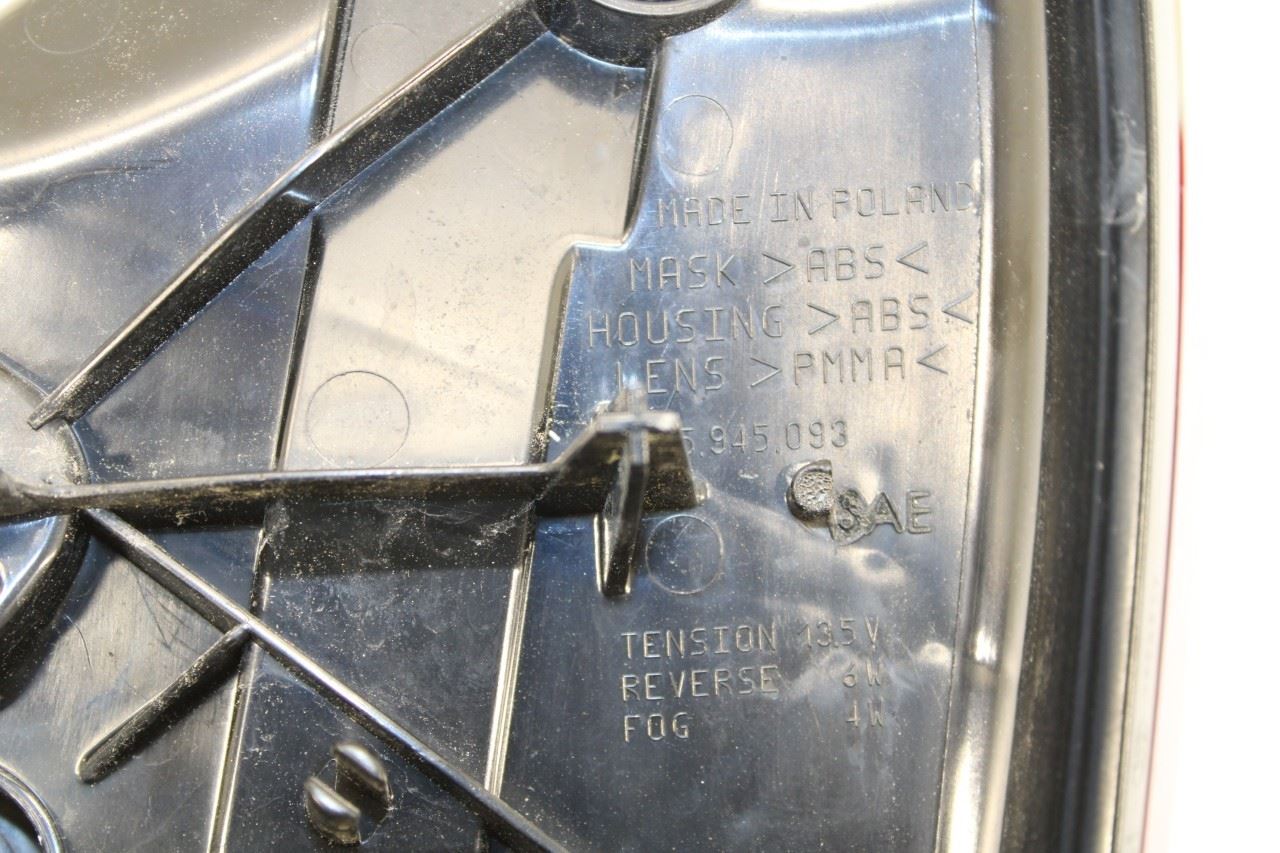 MADE IN POLAND
MASK >ABS<
HOUSING >ABS<
LENS >PMMA<
5.945.093
SAE
TENSION 13.5 V
REVERSE 6W
FOG 4W